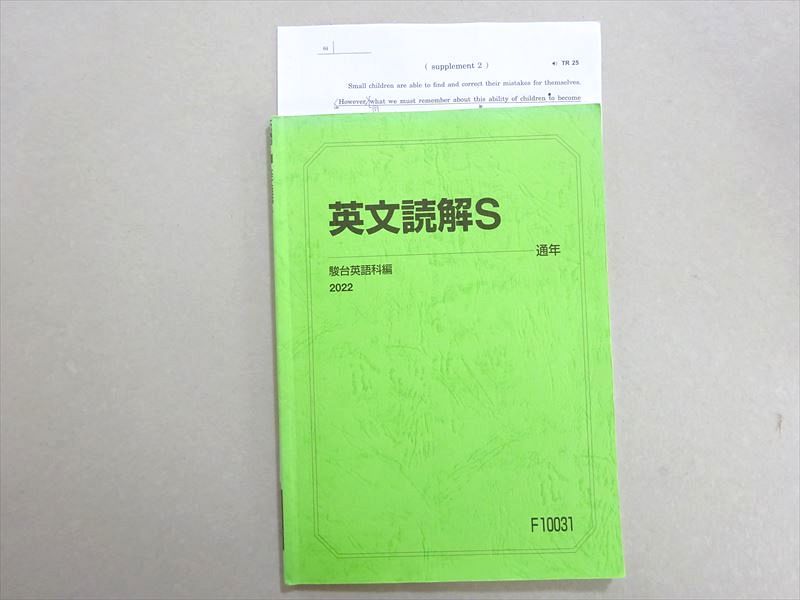 64
( supplement 2 )
TR 25
Small children are able to find and correct their mistakes for themselves.
However, what we must remember about this ability of children to become
英文読解S
通年
駿台英語科編
2022
F10031